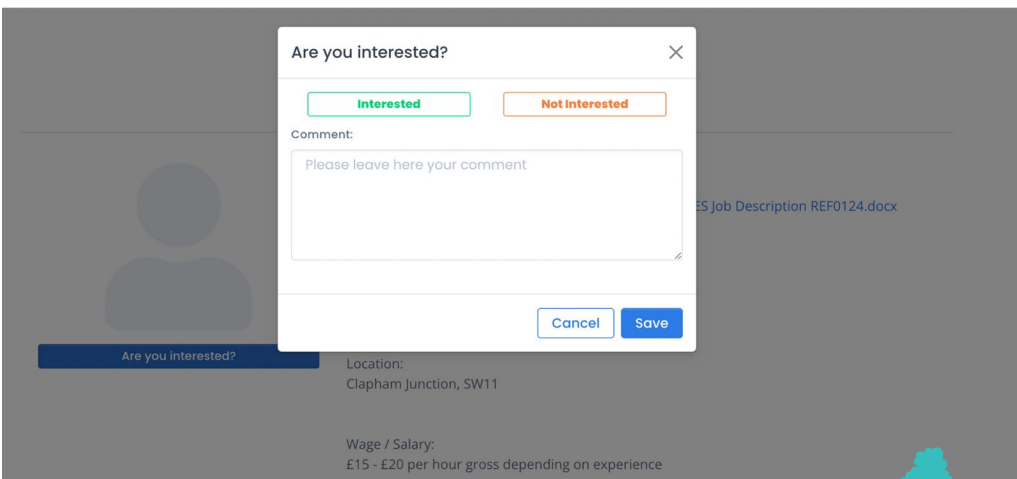 Are you interested?
Interested
Not Interested
Comment:
Please leave here your comment
ES Job Description REF0124.docx
Cancel
Save
Are you interested?
Location:
Clapham Junction, SW11
Wage / Salary:
£15 - £20 per hour gross depending on experience